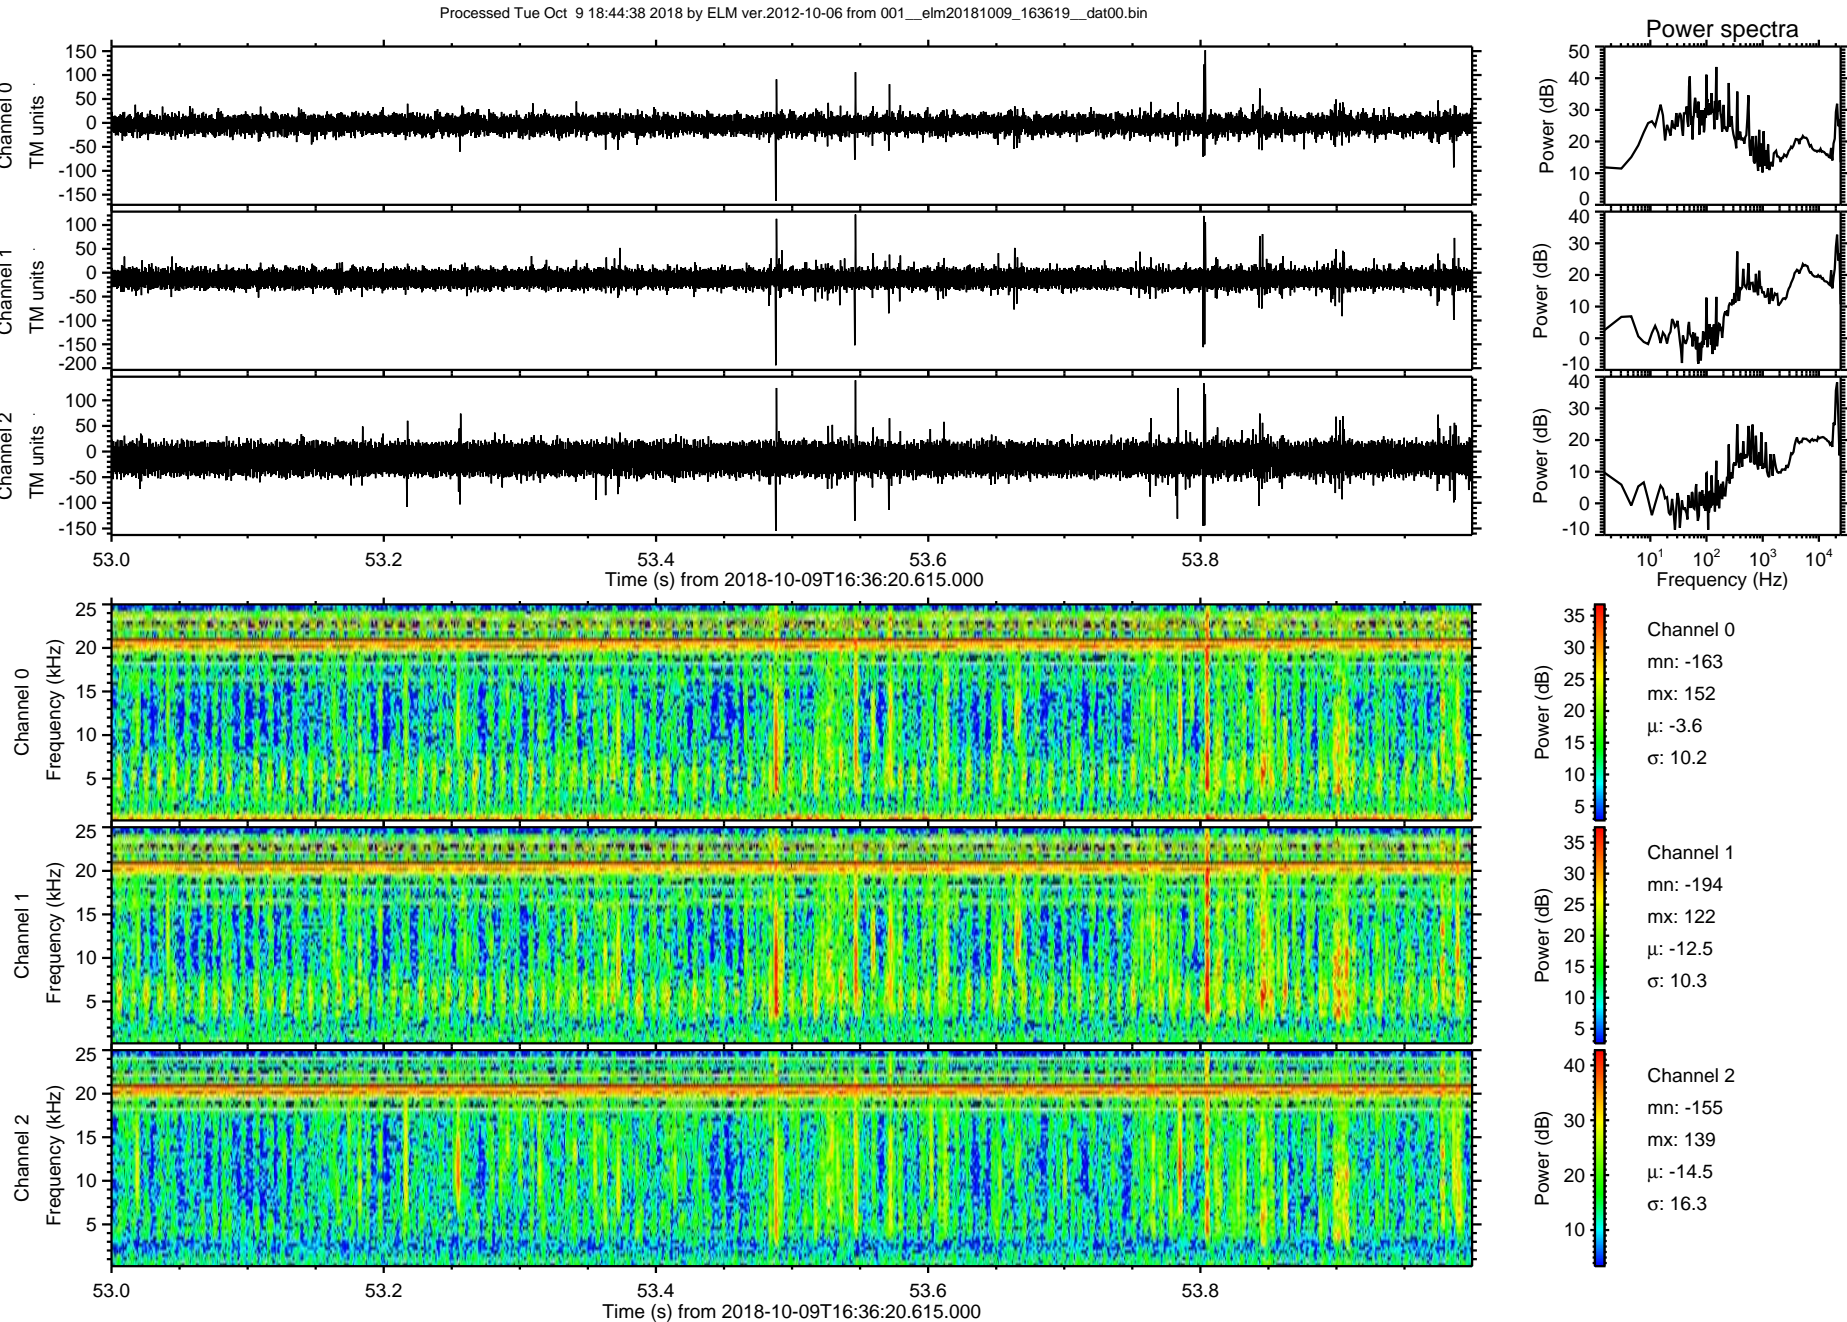 Processed Tue Oct 9 18:44:38 2018 by ELM ver.2012-10-06 from 001__elm20181009_163619__dat00.bin
Power spectra
Channel 0
TM units
150
100
50
0
-50
-100
-150
Power (dB)
50
40
30
20
10
0
Channel 1
TM units
100
50
0
-50
-100
-150
-200
Power (dB)
40
30
20
10
0
-10
Channel 2
TM units
100
50
0
-50
-100
-150
Power (dB)
40
30
20
10
0
-10
53.0 53.2 53.4 53.6 53.8
Time (s) from 2018-10-09T16:36:20.615.000
10^1 10^2 10^3 10^4
Frequency (Hz)
Channel 0
Frequency (kHz)
25
20
15
10
5
Power (dB)
35
30
25
20
15
10
5
Channel 0
mn: -163
mx: 152
μ: -3.6
σ: 10.2
Channel 1
Frequency (kHz)
25
20
15
10
5
Power (dB)
35
30
25
20
15
10
5
Channel 1
mn: -194
mx: 122
μ: -12.5
σ: 10.3
Channel 2
Frequency (kHz)
25
20
15
10
5
Power (dB)
40
30
20
10
Channel 2
mn: -155
mx: 139
μ: -14.5
σ: 16.3
53.0 53.2 53.4 53.6 53.8
Time (s) from 2018-10-09T16:36:20.615.000